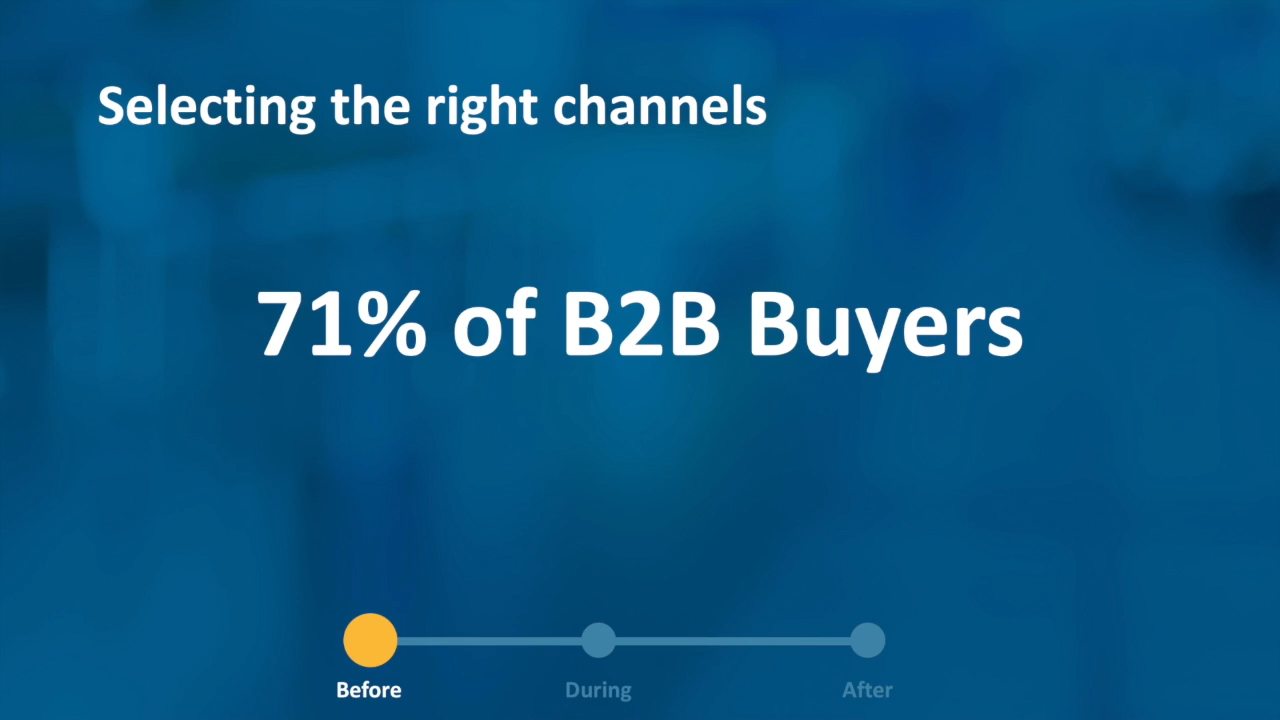 Selecting the right channels
71% of B2B Buyers
Before
During
After